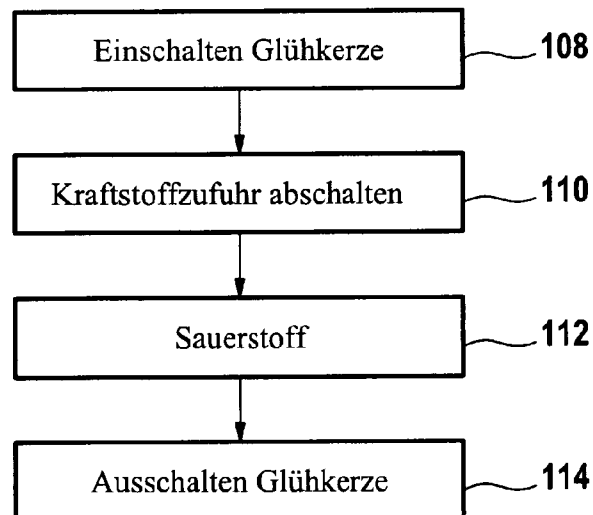 Einschalten Glühkerze 108
Kraftstoffzufuhr abschalten 110
Sauerstoff 112
Ausschalten Glühkerze 114